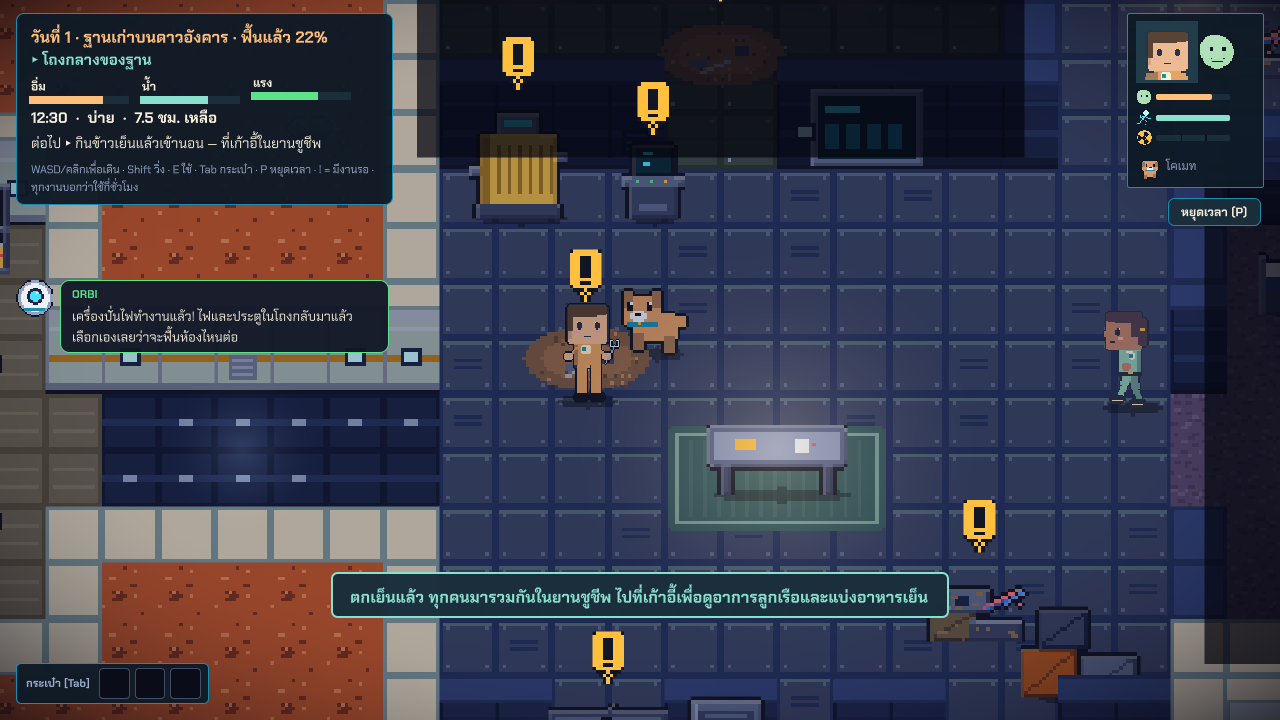 วันที่ 1 · ฐานเก่าบนดาวอังคาร · ฟื้นแล้ว 22%
▸ โถงกลางของฐาน
อิ่ม น้ำ แรง
12:30 · บ่าย · 7.5 ชม. เหลือ
ต่อไป ▸ กินข้าวเย็นแล้วเข้านอน — ที่เก้าอี้ในยานชูชีพ
WASD/คลิกเพื่อเดิน · Shift วิ่ง · E ใช้ · Tab กระเป๋า · P หยุดเวลา · ! = มีงานรอ ·
ทุกงานบอกว่าใช้กี่ชั่วโมง
โคเมท
หยุดเวลา (P)
ORBI
เครื่องปั่นไฟทำงานแล้ว! ไฟและประตูในโถงกลับมาแล้ว
เลือกเองเลยว่าจะฟื้นห้องไหนต่อ
ตกเย็นแล้ว ทุกคนมารวมกันในยานชูชีพ ไปที่เก้าอี้เพื่อดูอาการลูกเรือและแบ่งอาหารเย็น
กระเป๋า [Tab]